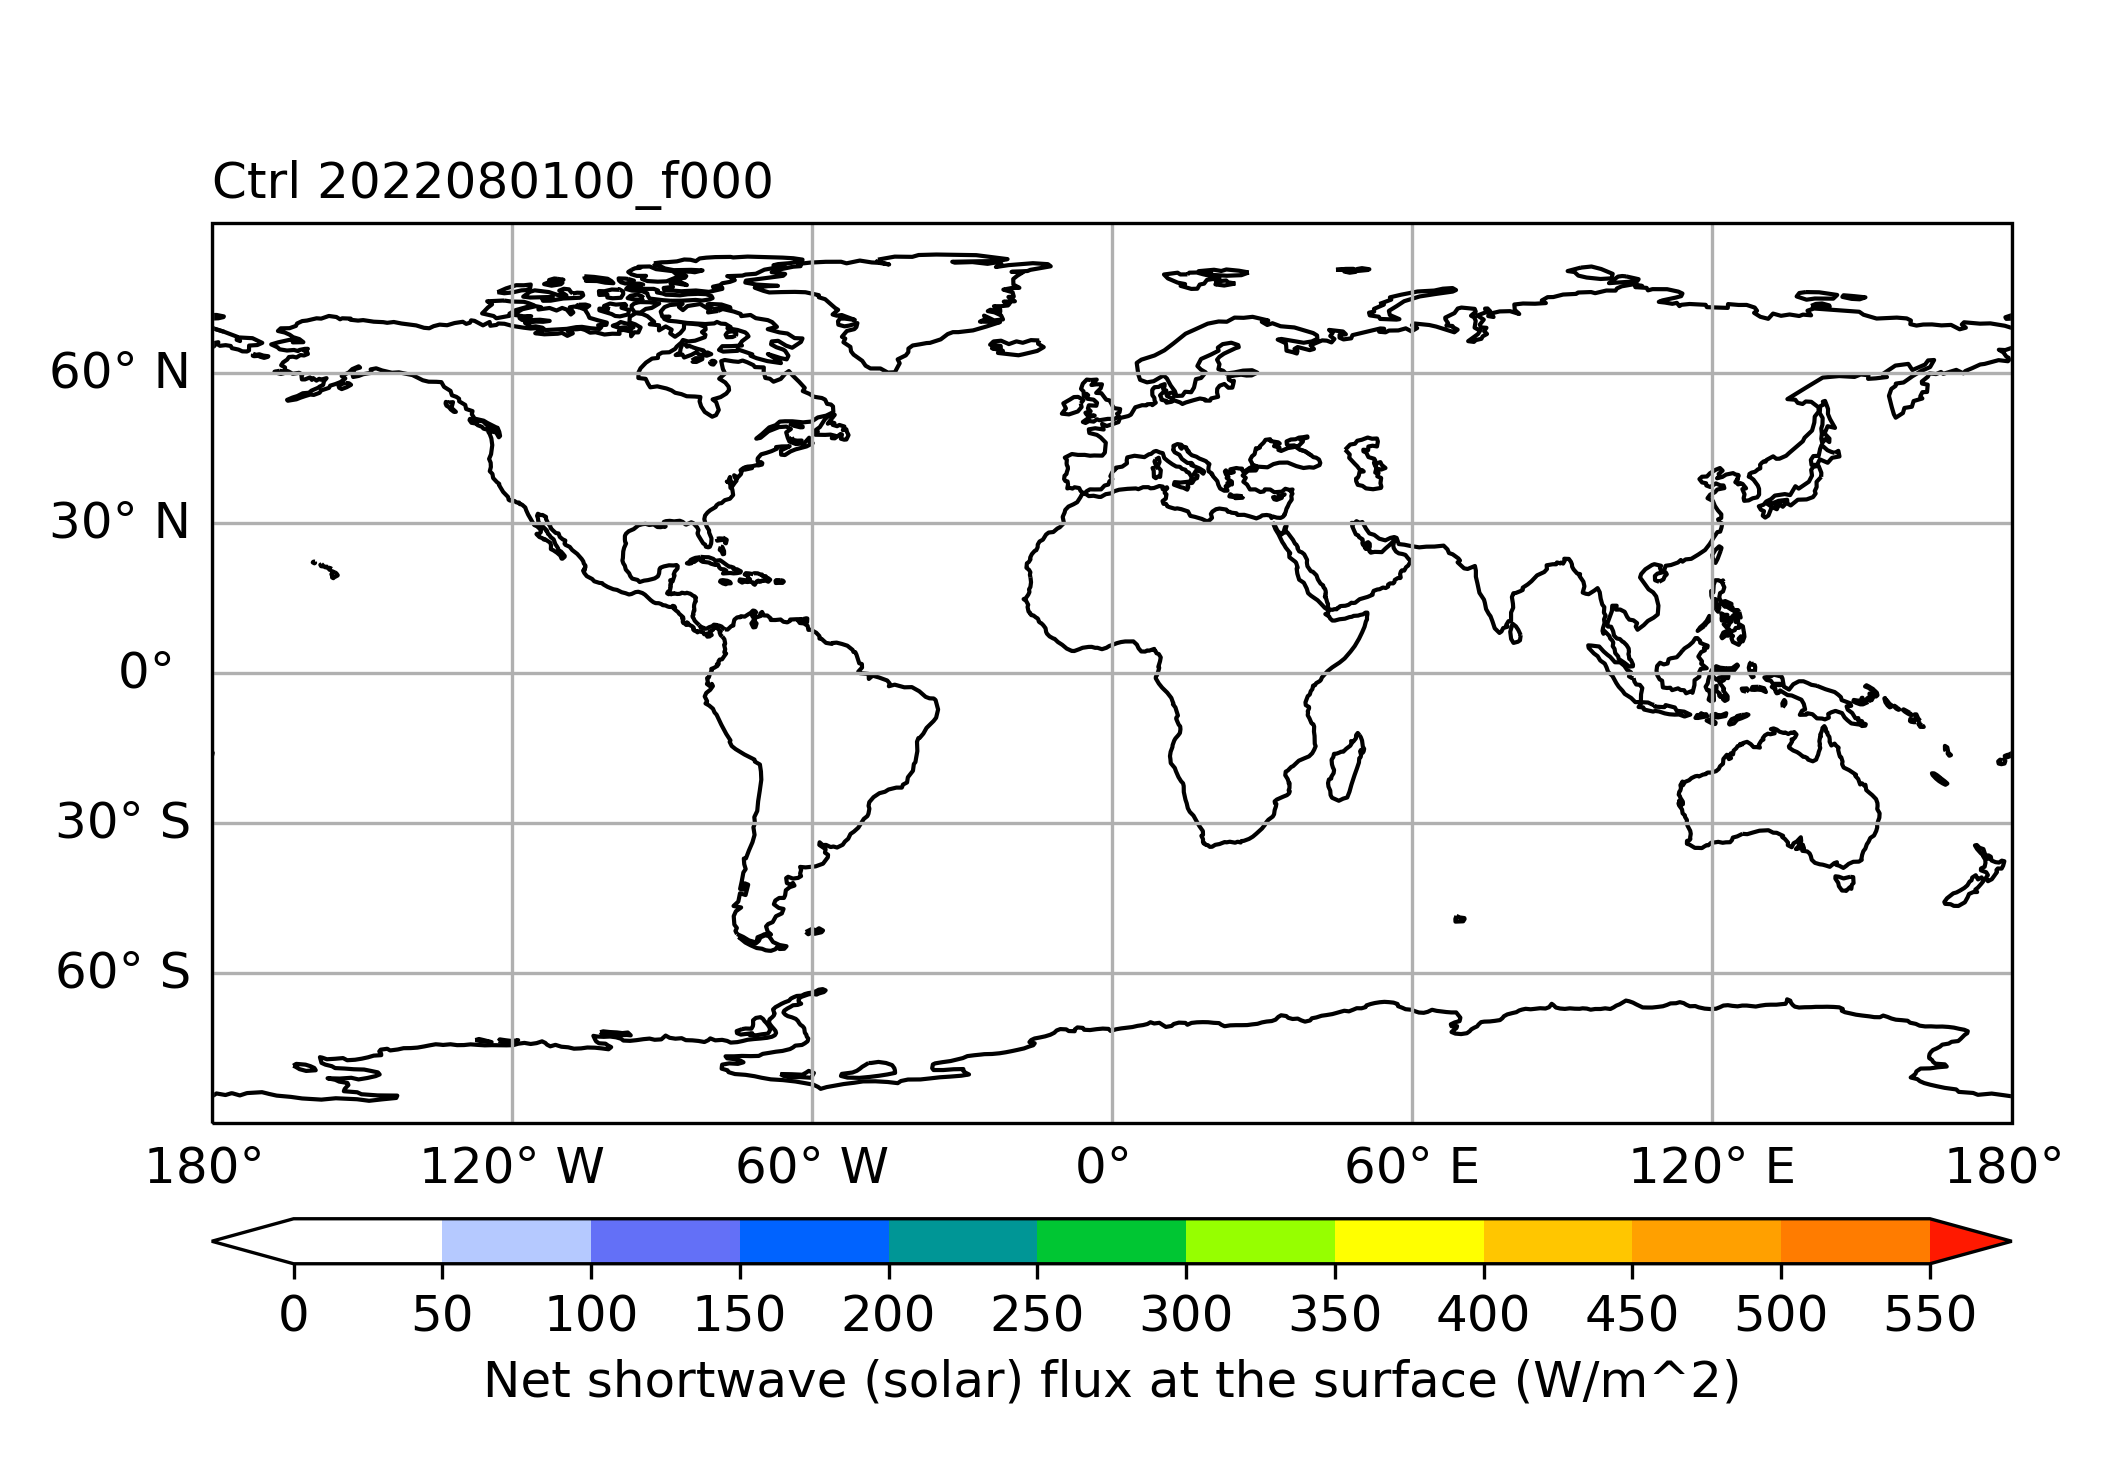 Ctrl 2022080100_f000
60° N
30° N
0°
30° S
60° S
180° 120° W 60° W 0° 60° E 120° E 180°
0 50 100 150 200 250 300 350 400 450 500 550
Net shortwave (solar) flux at the surface (W/m^2)